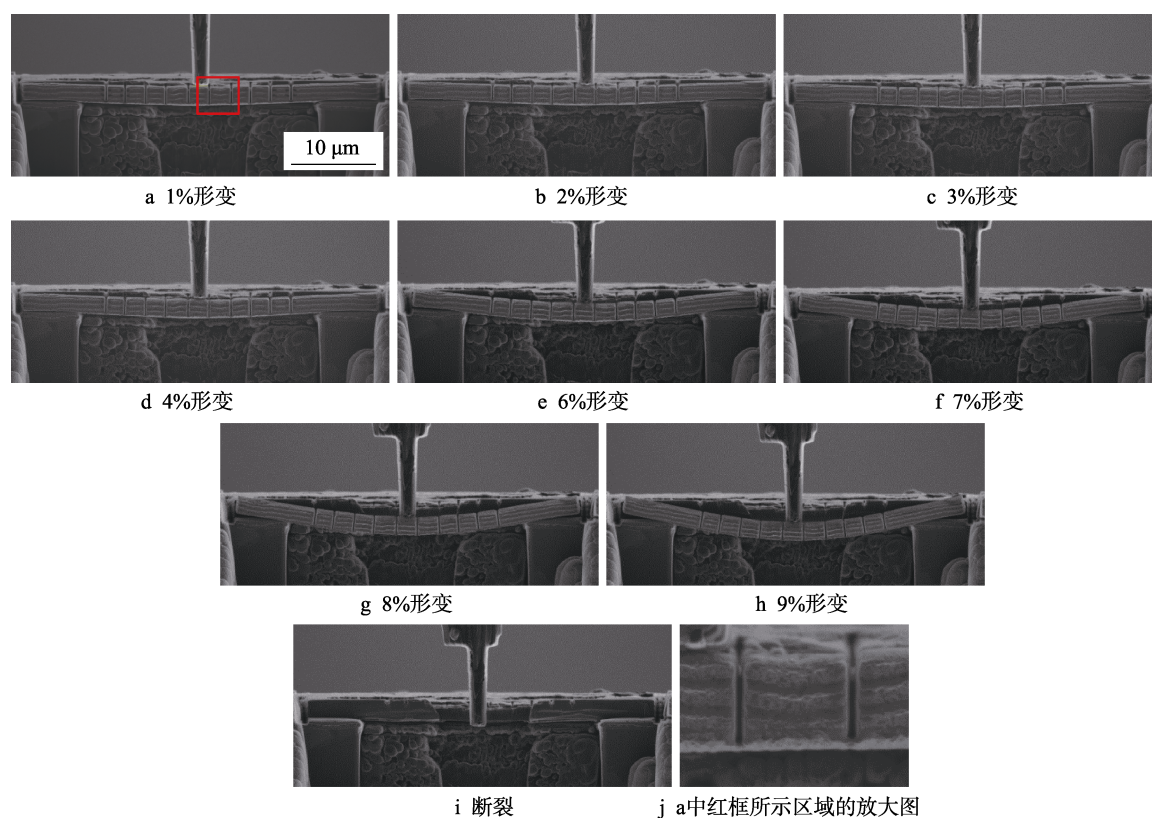 10 μm
a 1%形变
b 2%形变
c 3%形变
d 4%形变
e 6%形变
f 7%形变
g 8%形变
h 9%形变
i 断裂
j a中红框所示区域的放大图